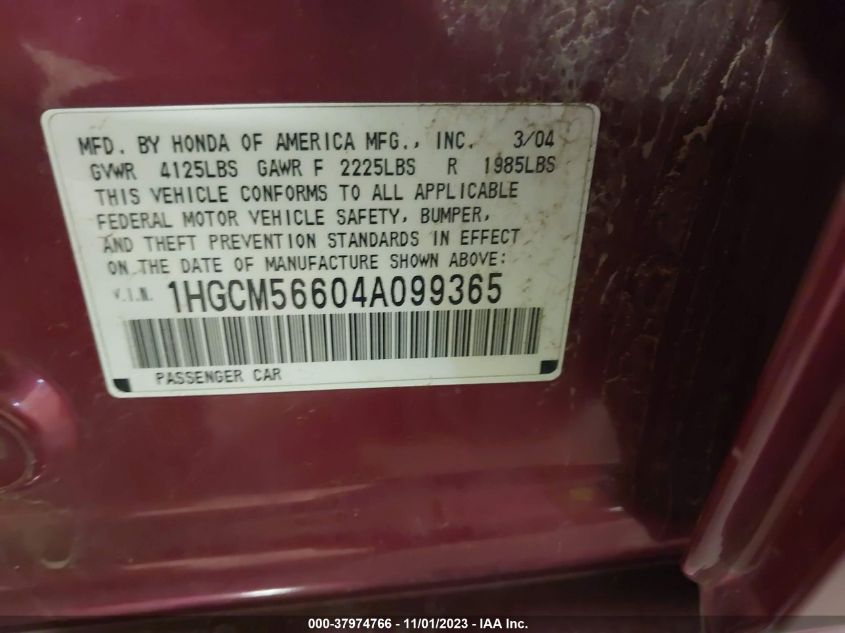 MFD. BY HONDA OF AMERICA MFG., INC. 3/04
GVWR 4125LBS GAWR F 2225LBS R 1985LBS
THIS VEHICLE CONFORMS TO ALL APPLICABLE
FEDERAL MOTOR VEHICLE SAFETY, BUMPER,
AND THEFT PREVENTION STANDARDS IN EFFECT
ON THE DATE OF MANUFACTURE SHOWN ABOVE:
V.I.N. 1HGCM56604A099365
PASSENGER CAR
000-37974766 - 11/01/2023 - IAA Inc.